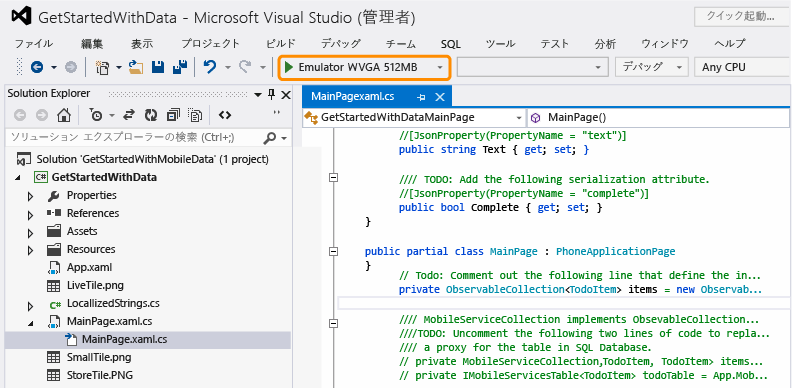 GetStartedWithData - Microsoft Visual Studio (管理者)
クイック起動...
ファイル 編集 表示 プロジェクト ビルド デバッグ チーム SQL ツール テスト 分析 ウィンドウ ヘルプ
Emulator WVGA 512MB デバッグ Any CPU
Solution Explorer
ソリューション エクスプローラーの検索 (Ctrl+;)
Solution 'GetStartedWithMobileData' (1 project)
GetStartedWithData
Properties
References
Assets
Resources
App.xaml
LiveTile.png
LocallizedStrings.cs
MainPage.xaml.cs
MainPage.xaml.cs
SmallTile.png
StoreTile.PNG
MainPagexaml.cs
GetStartedWithDataMainPage MainPage()
//[JsonProperty(PropertyName = "text")]
public string Text { get; set; }
//// TODO: Add the following serialization attribute.
//[JsonProperty(PropertyName = "complete")]
public bool Complete { get; set; }
}
public partial class MainPage : PhoneApplicationPage
}
// Todo: Comment out the following line that define the in...
private ObservableCollection<TodoItem> items = new Observab...
//// MobileServiceCollection implements ObsevableCollection...
////TODO: Uncomment the following two lines of code to repla...
//// a proxy for the table in SQL Database.
// private MobileServiceCollection,TodoItem, TodoItem> items...
// private IMobileServicesTable<TodoItem> todoTable = App.Mob...